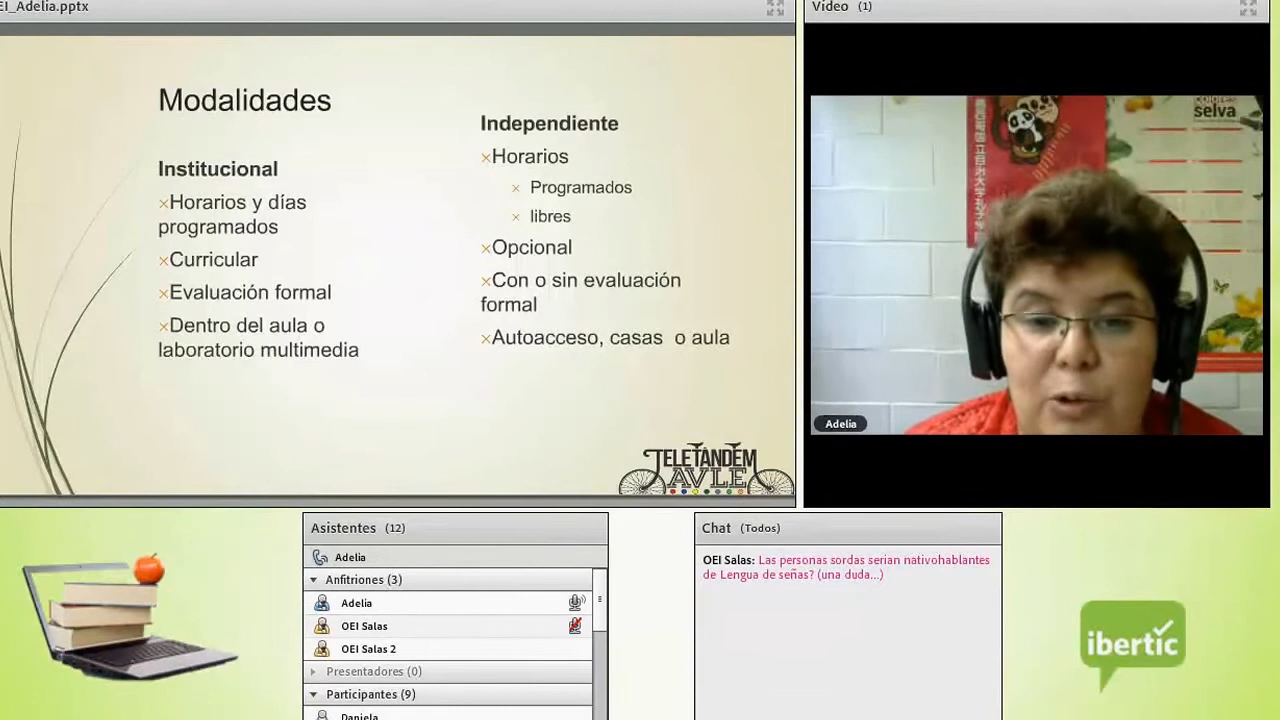 EI_Adelia.pptx
Modalidades
Institucional
×Horarios y días
programados
×Curricular
×Evaluación formal
×Dentro del aula o
laboratorio multimedia
Independiente
×Horarios
× Programados
× libres
×Opcional
×Con o sin evaluación
formal
×Autoacceso, casas o aula
TELETANDEM
AVLE
Video (1)
colores
selva
Adelia
Asistentes (12)
Adelia
Anfitriones (3)
Adelia
OEI Salas
OEI Salas 2
Presentadores (0)
Participantes (9)
Daniela
Chat (Todos)
OEI Salas: Las personas sordas serian nativohablantes
de Lengua de señas? (una duda...)
ibertic